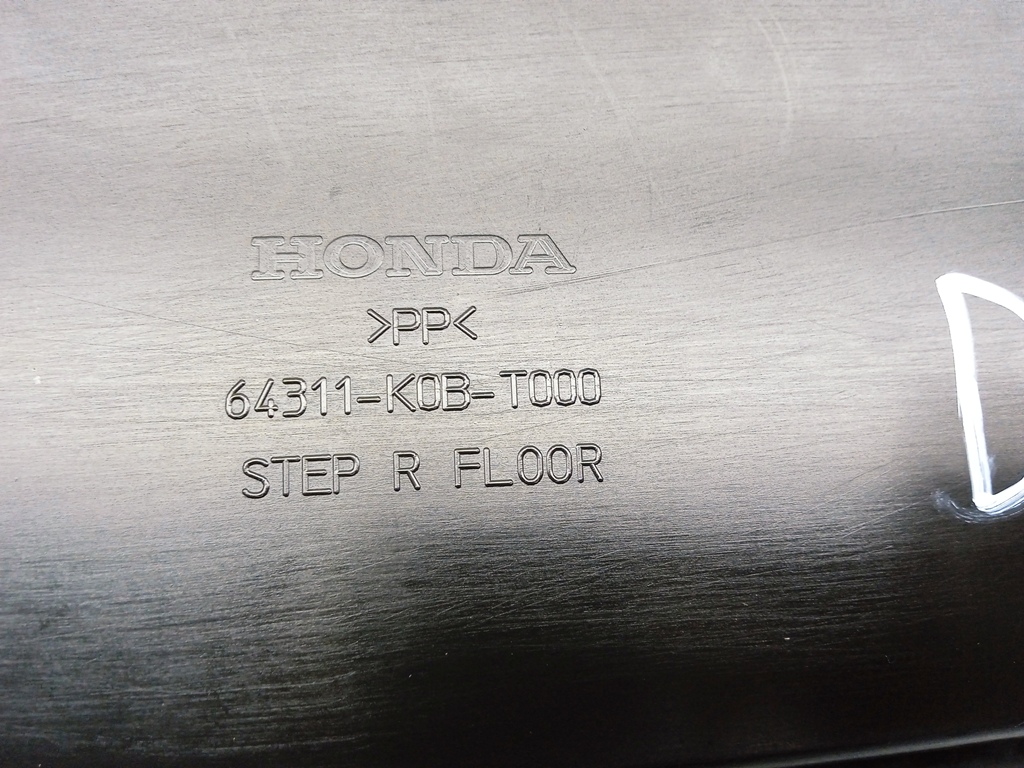 HONDA
>PP<
64311-K0B-T000
STEP R FLOOR